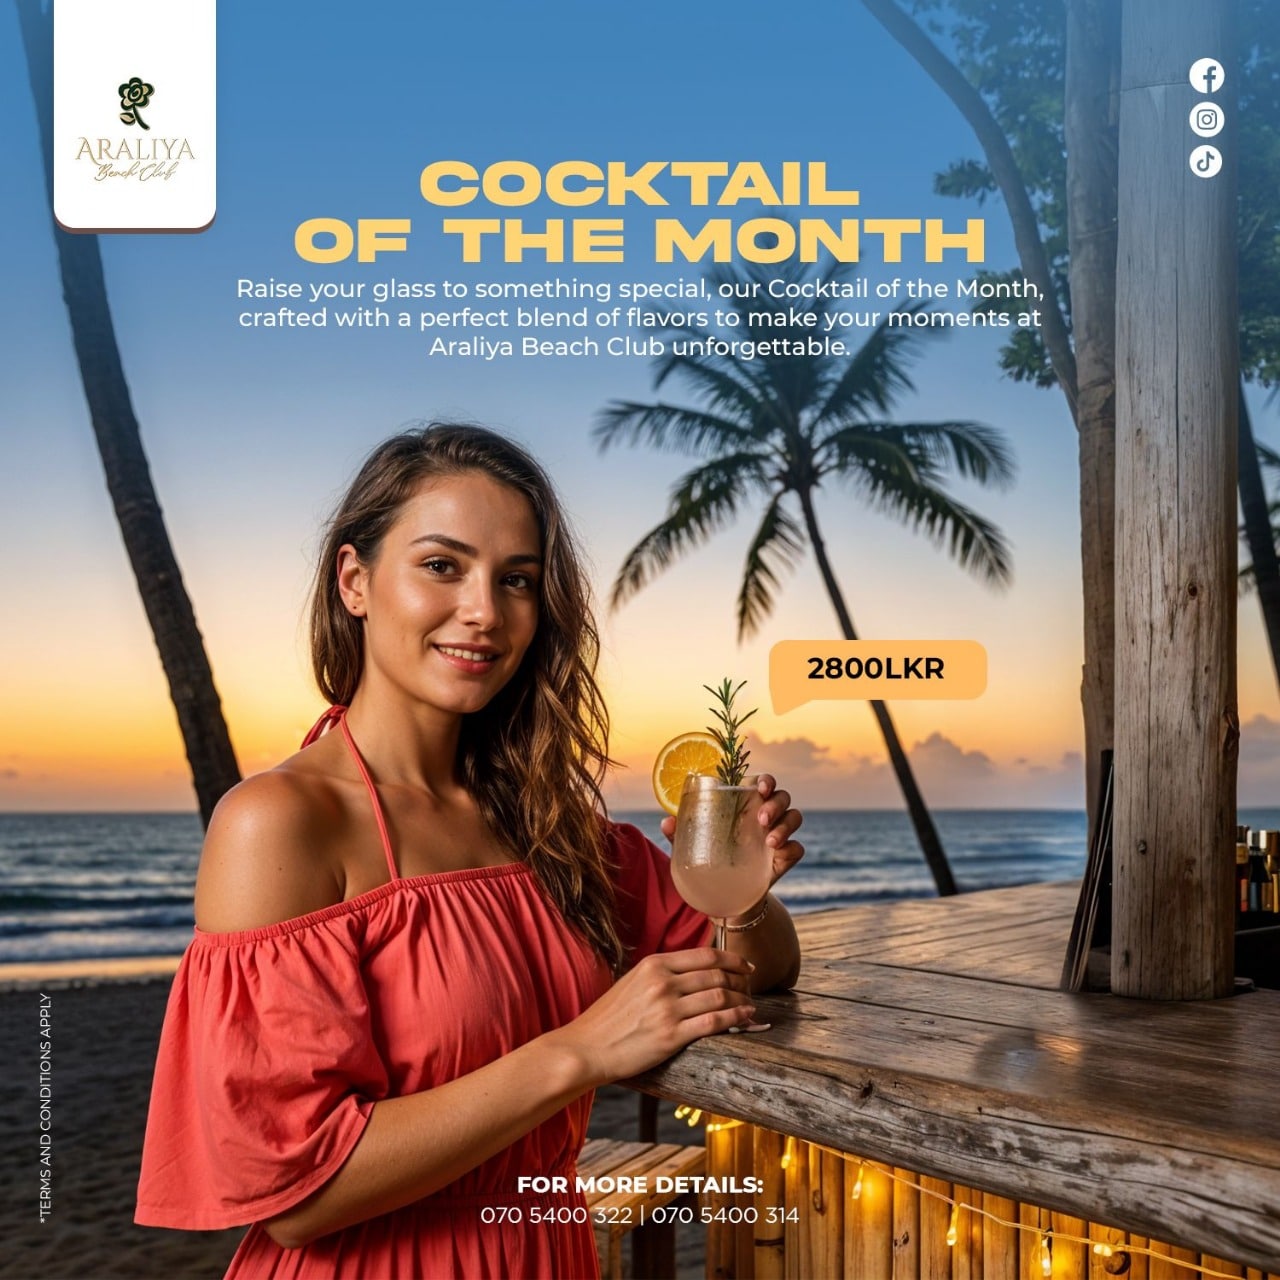 ARALIYA
Beach Club
COCKTAIL
OF THE MONTH
Raise your glass to something special, our Cocktail of the Month,
crafted with a perfect blend of flavors to make your moments at
Araliya Beach Club unforgettable.
2800LKR
*TERMS AND CONDITIONS APPLY
FOR MORE DETAILS:
070 5400 322 | 070 5400 314